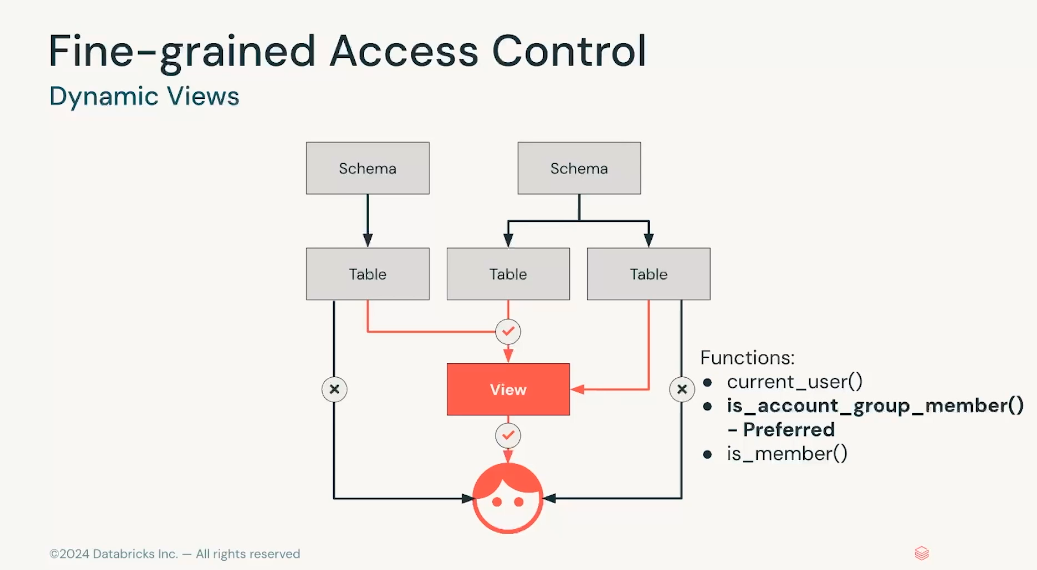 Fine-grained Access Control
Dynamic Views
Schema
Schema
Table
Table
Table
View
Functions:
● current_user()
● is_account_group_member()
– Preferred
● is_member()
©2024 Databricks Inc. — All rights reserved